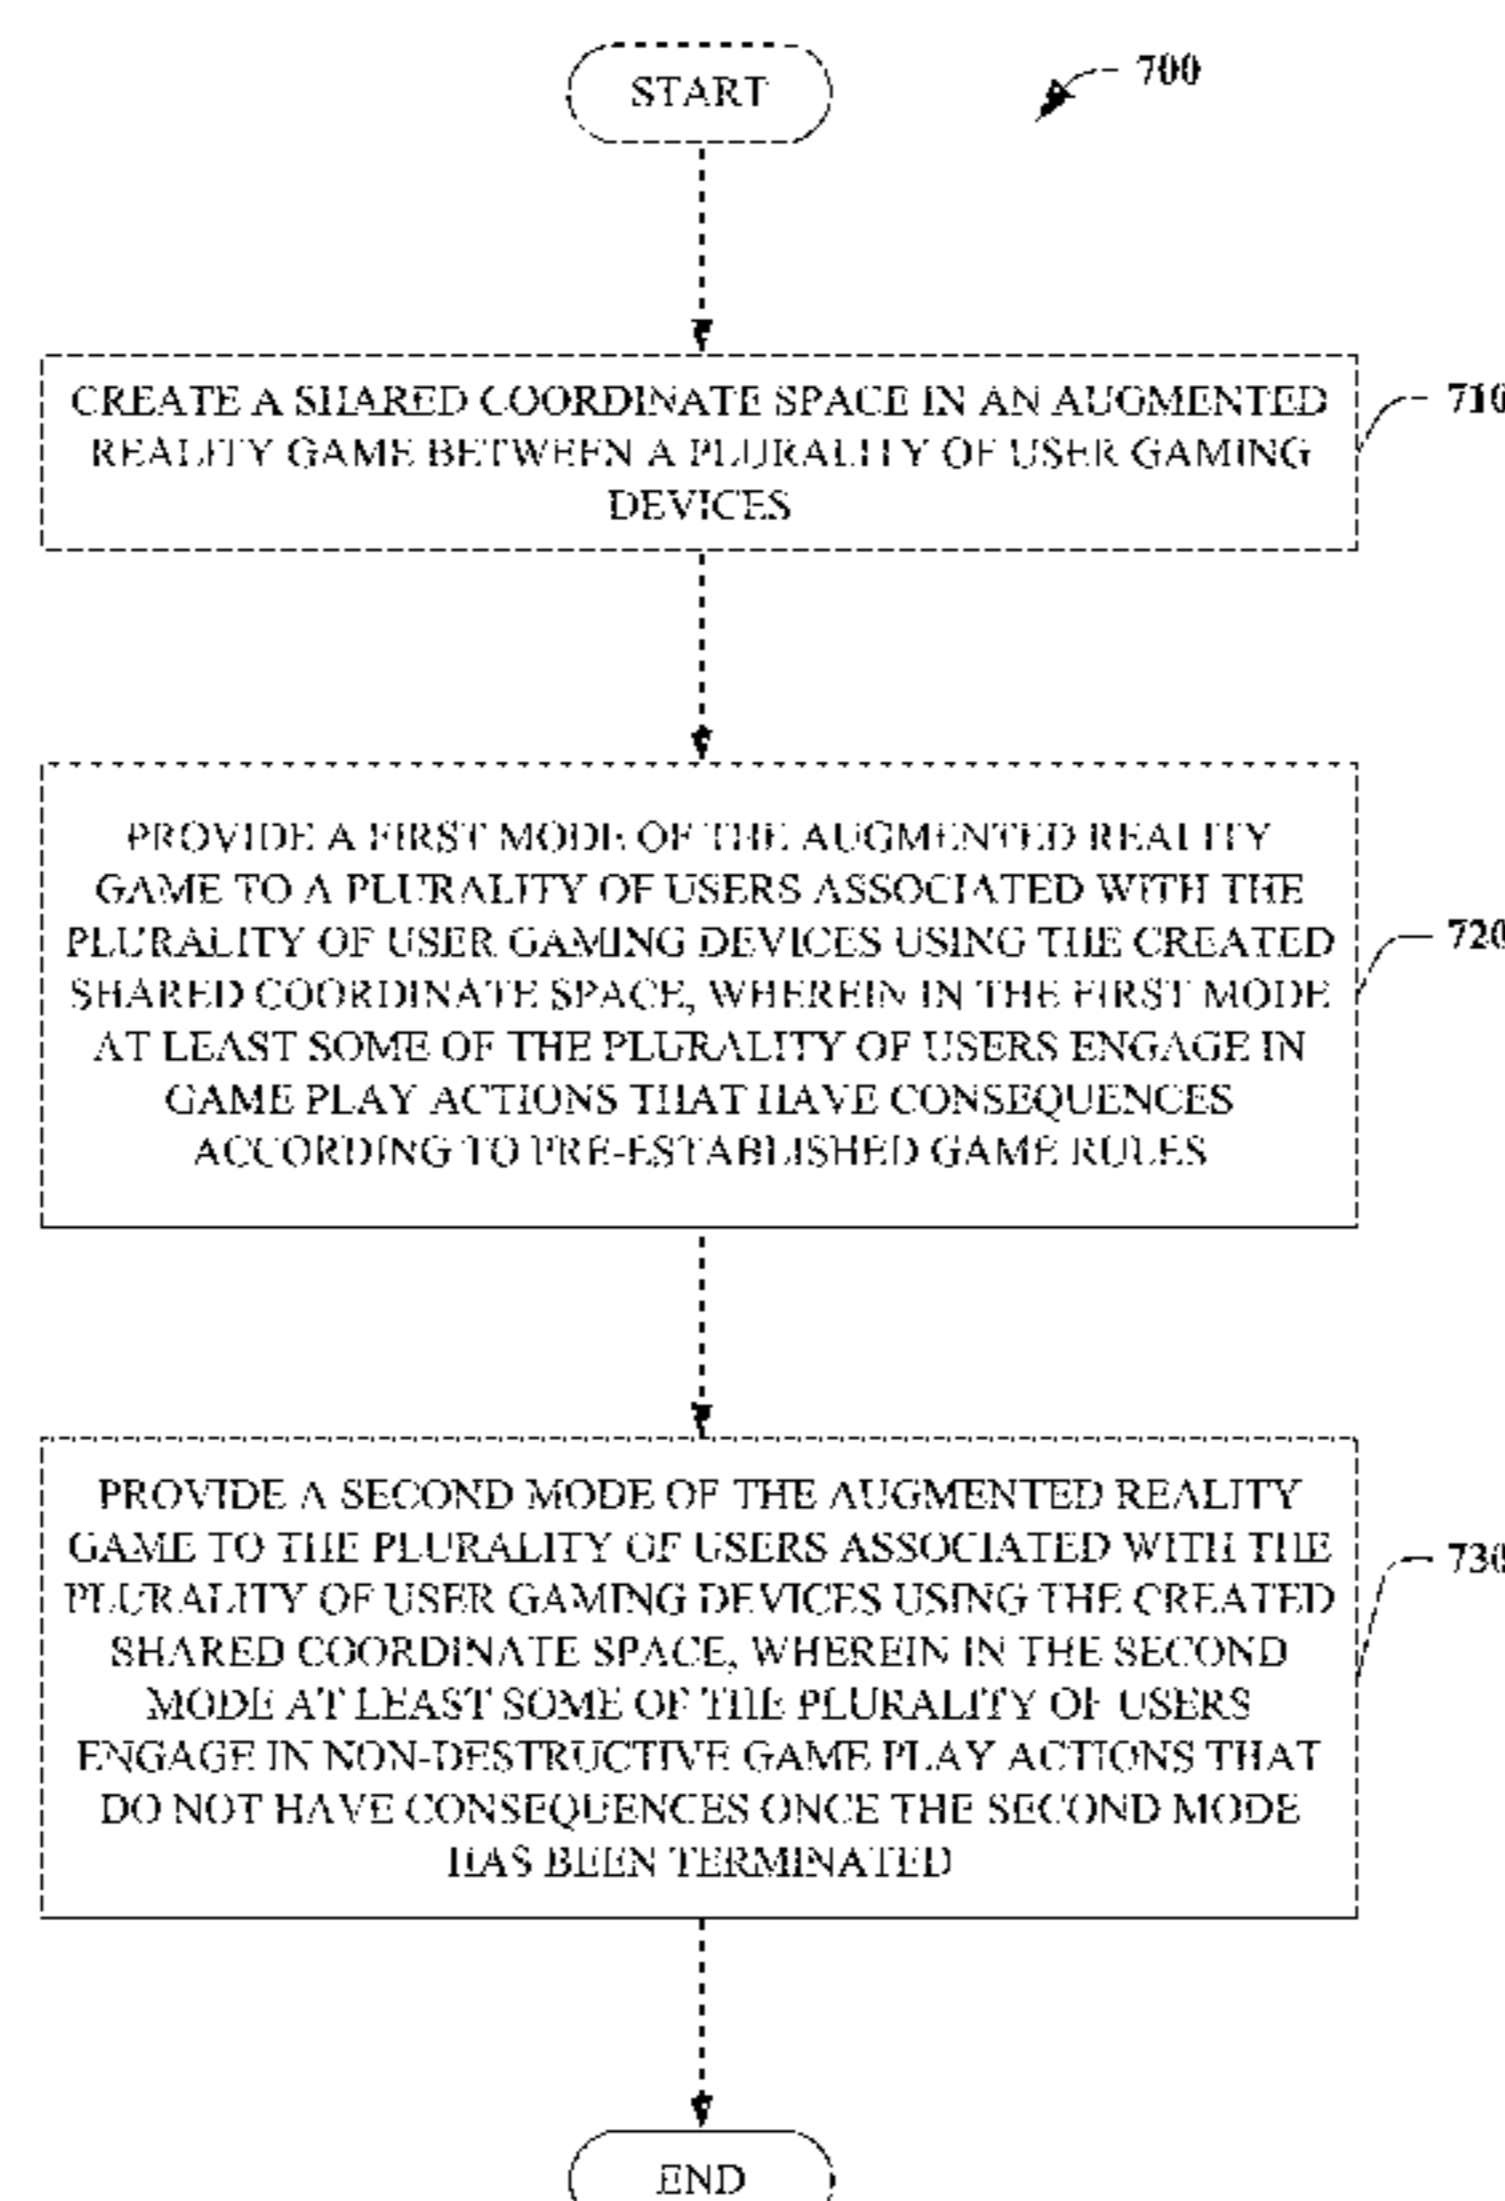 START
700
CREATE A SHARED COORDINATE SPACE IN AN AUGMENTED
REALITY GAME BETWEEN A PLURALITY OF USER GAMING
DEVICES
710
PROVIDE A FIRST MODE OF THE AUGMENTED REALITY
GAME TO A PLURALITY OF USERS ASSOCIATED WITH THE
PLURALITY OF USER GAMING DEVICES USING THE CREATED
SHARED COORDINATE SPACE, WHEREIN IN THE FIRST MODE
AT LEAST SOME OF THE PLURALITY OF USERS ENGAGE IN
GAME PLAY ACTIONS THAT HAVE CONSEQUENCES
ACCORDING TO PRE-ESTABLISHED GAME RULES
720
PROVIDE A SECOND MODE OF THE AUGMENTED REALITY
GAME TO THE PLURALITY OF USERS ASSOCIATED WITH THE
PLURALITY OF USER GAMING DEVICES USING THE CREATED
SHARED COORDINATE SPACE, WHEREIN IN THE SECOND
MODE AT LEAST SOME OF THE PLURALITY OF USERS
ENGAGE IN NON-DESTRUCTIVE GAME PLAY ACTIONS THAT
DO NOT HAVE CONSEQUENCES ONCE THE SECOND MODE
HAS BEEN TERMINATED
730
END